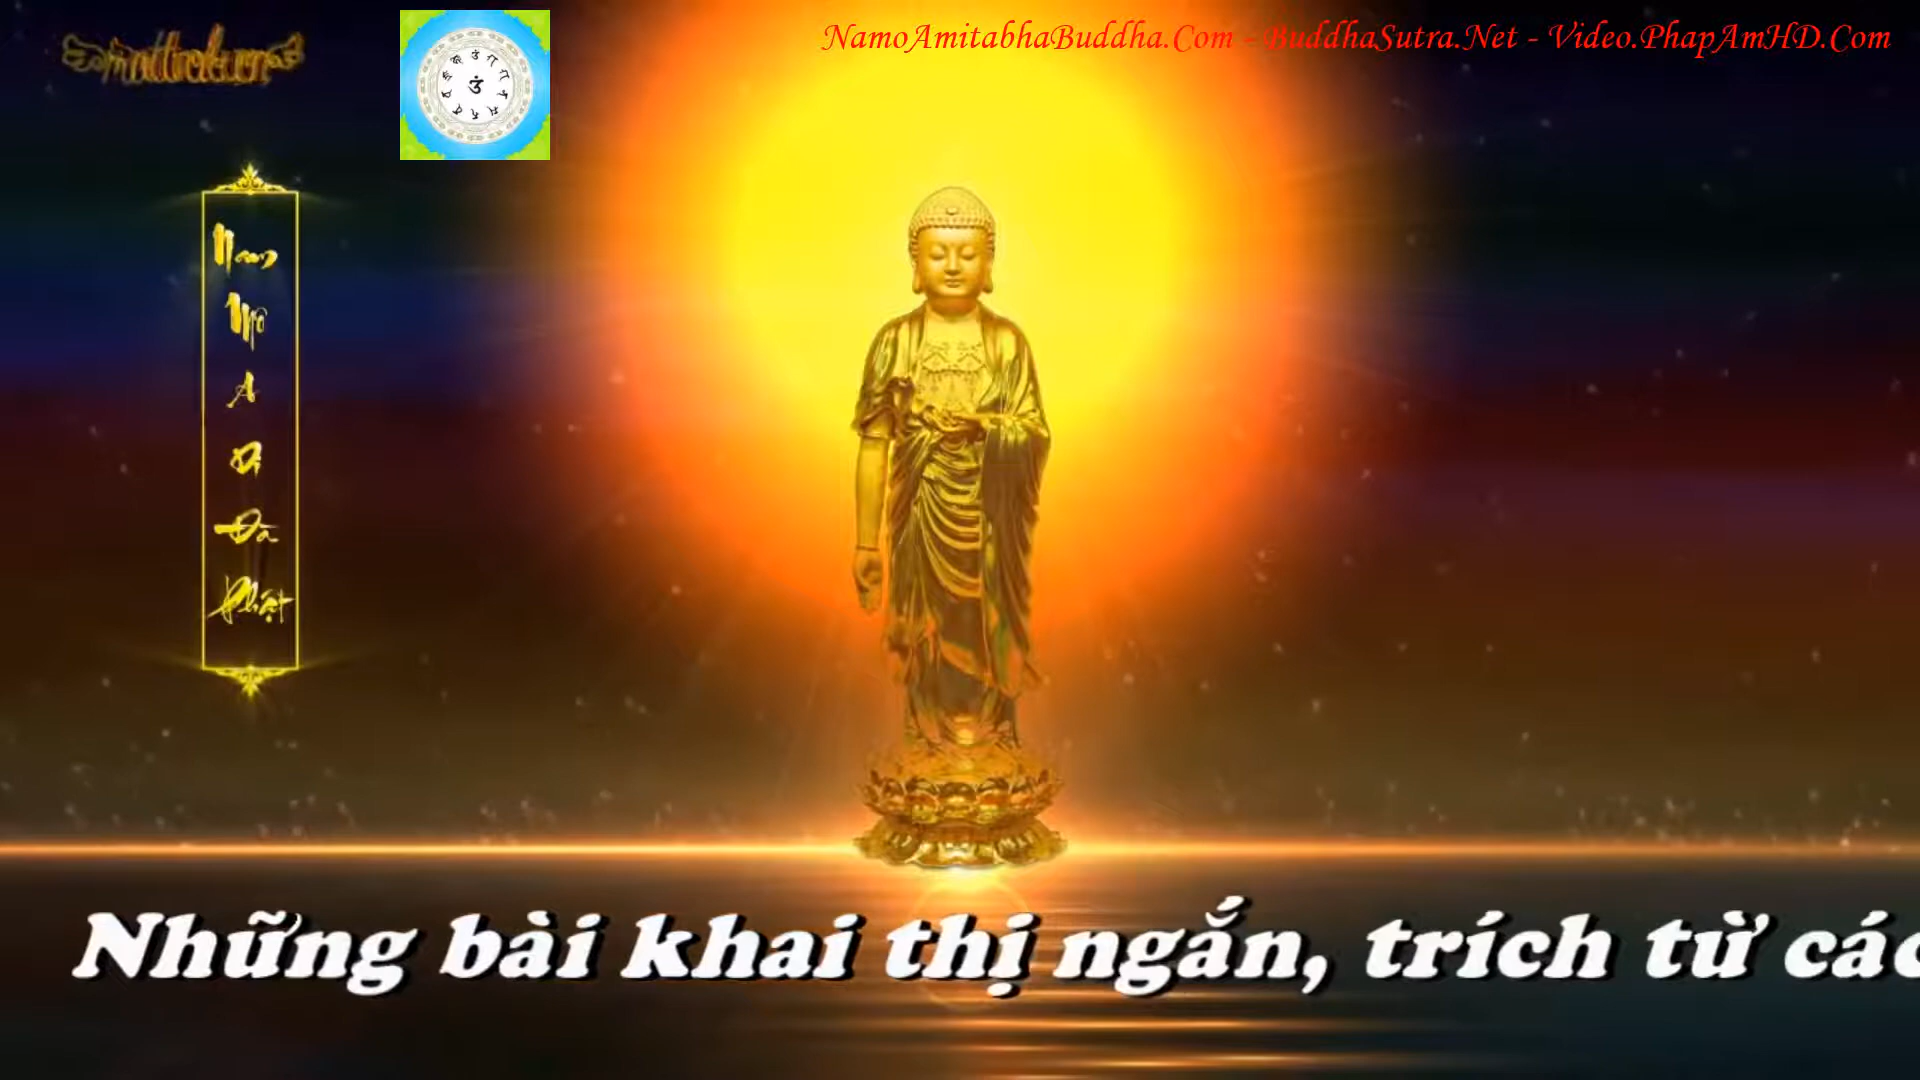 NamoAmitabhaBuddha.Com - BuddhaSutra.Net - Video.PhapAmHD.Com
Nam
Mô
A
Di
Đà
Phật
Những bài khai thị ngắn, trích từ các